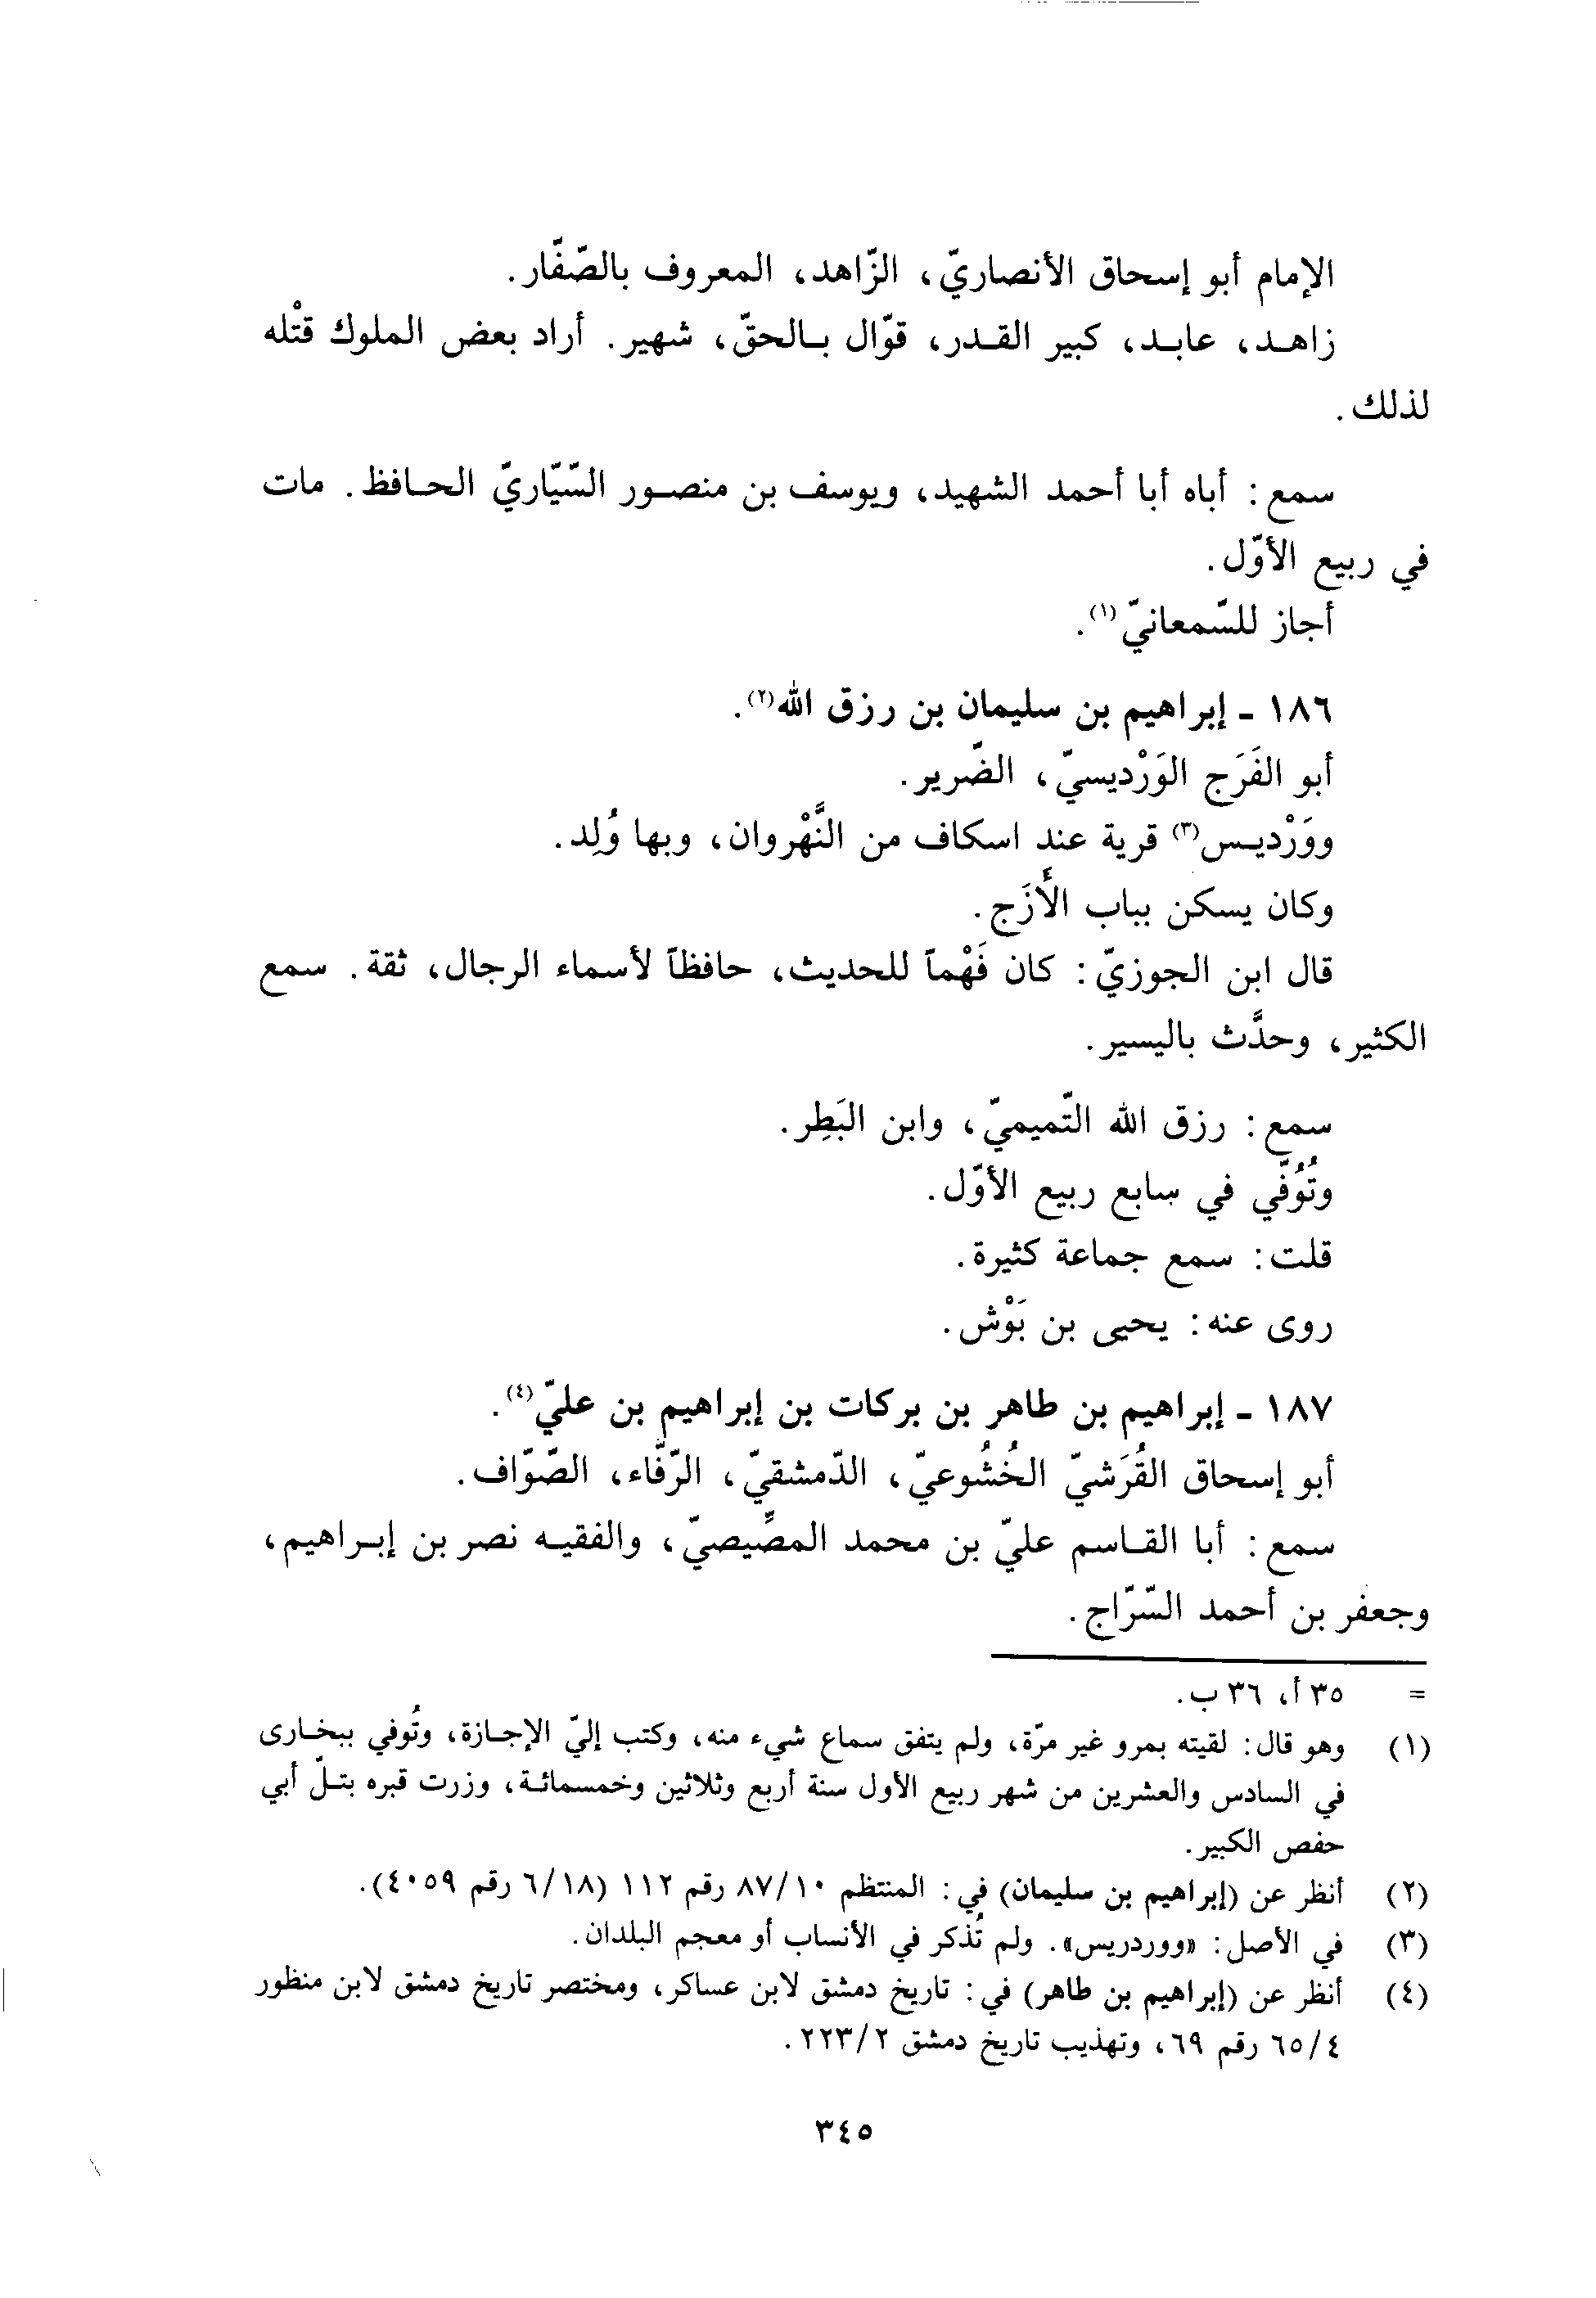 الإمام أبو إسحاق الأنصاريّ، الزّاهد، المعروف بالصّفّار.
زاهد، عابد، كبير القدر، قوّال بالحقّ، شهير. أراد بعض الملوك قتْله
لذلك.
سمع: أباه أبا أحمد الشهيد، ويوسف بن منصور السّيّاريّ الحافظ. مات
في ربيع الأوّل.
أجاز للسّمعانيّ(١).
١٨٦ - إبراهيم بن سليمان بن رزق الله(٢).
أبو الفَرَج الوَرْديسيّ، الضّرير.
ووَرْديس(٣) قرية عند اسكاف من النَّهْروان، وبها وُلِد.
وكان يسكن بباب الأَزَج.
قال ابن الجوزيّ: كان فَهْماً للحديث، حافظاً لأسماء الرجال، ثقة. سمع
الكثير، وحدَّث باليسير.
سمع: رزق الله التّميميّ، وابن البَطِر.
وتُوُفّي في سابع ربيع الأوّل.
قلت: سمع جماعة كثيرة.
روى عنه: يحيى بن بَوْش.
١٨٧ - إبراهيم بن طاهر بن بركات بن إبراهيم بن عليّ(٤).
أبو إسحاق القُرَشيّ الخُشُوعيّ، الدّمشقيّ، الرّفّاء، الصّوّاف.
سمع: أبا القاسم عليّ بن محمد المصِّيصيّ، والفقيه نصر بن إبراهيم،
وجعفر بن أحمد السّرّاج.
= ٣٥ أ، ٣٦ ب.
(١) وهو قال: لقيته بمرو غير مرّة، ولم يتفق سماع شيء منه، وكتب إليّ الإجازة، وتُوفي ببخارى
في السادس والعشرين من شهر ربيع الأول سنة أربع وثلاثين وخمسمائة، وزرت قبره بتلّ أبي
حفص الكبير.
(٢) أنظر عن (إبراهيم بن سليمان) في: المنتظم ٨٧/١٠ رقم ١١٢ (٦/١٨ رقم ٤٠٥٩).
(٣) في الأصل: «ووردريس». ولم تُذكر في الأنساب أو معجم البلدان.
(٤) أنظر عن (إبراهيم بن طاهر) في: تاريخ دمشق لابن عساكر، ومختصر تاريخ دمشق لابن منظور
٦٥/٤ رقم ٦٩، وتهذيب تاريخ دمشق ٢٢٣/٢.
٣٤٥